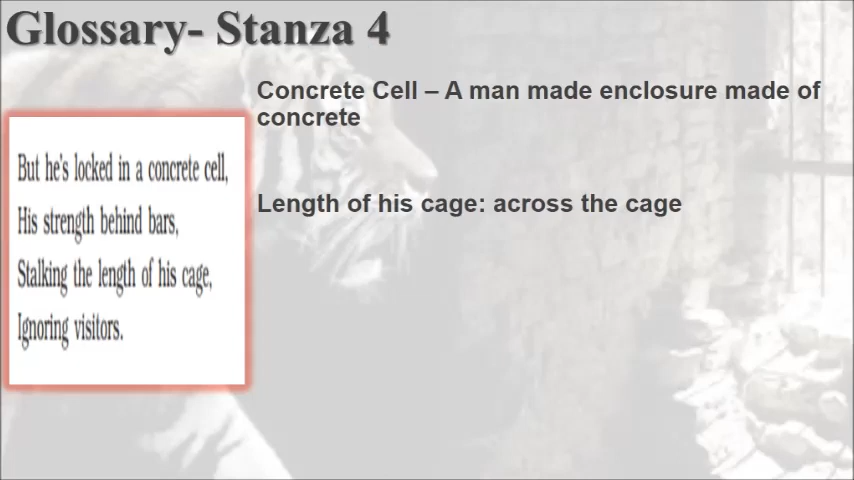 Glossary- Stanza 4
Concrete Cell – A man made enclosure made of
concrete
But he's locked in a concrete cell,
His strength behind bars,
Stalking the length of his cage,
Ignoring visitors.
Length of his cage: across the cage